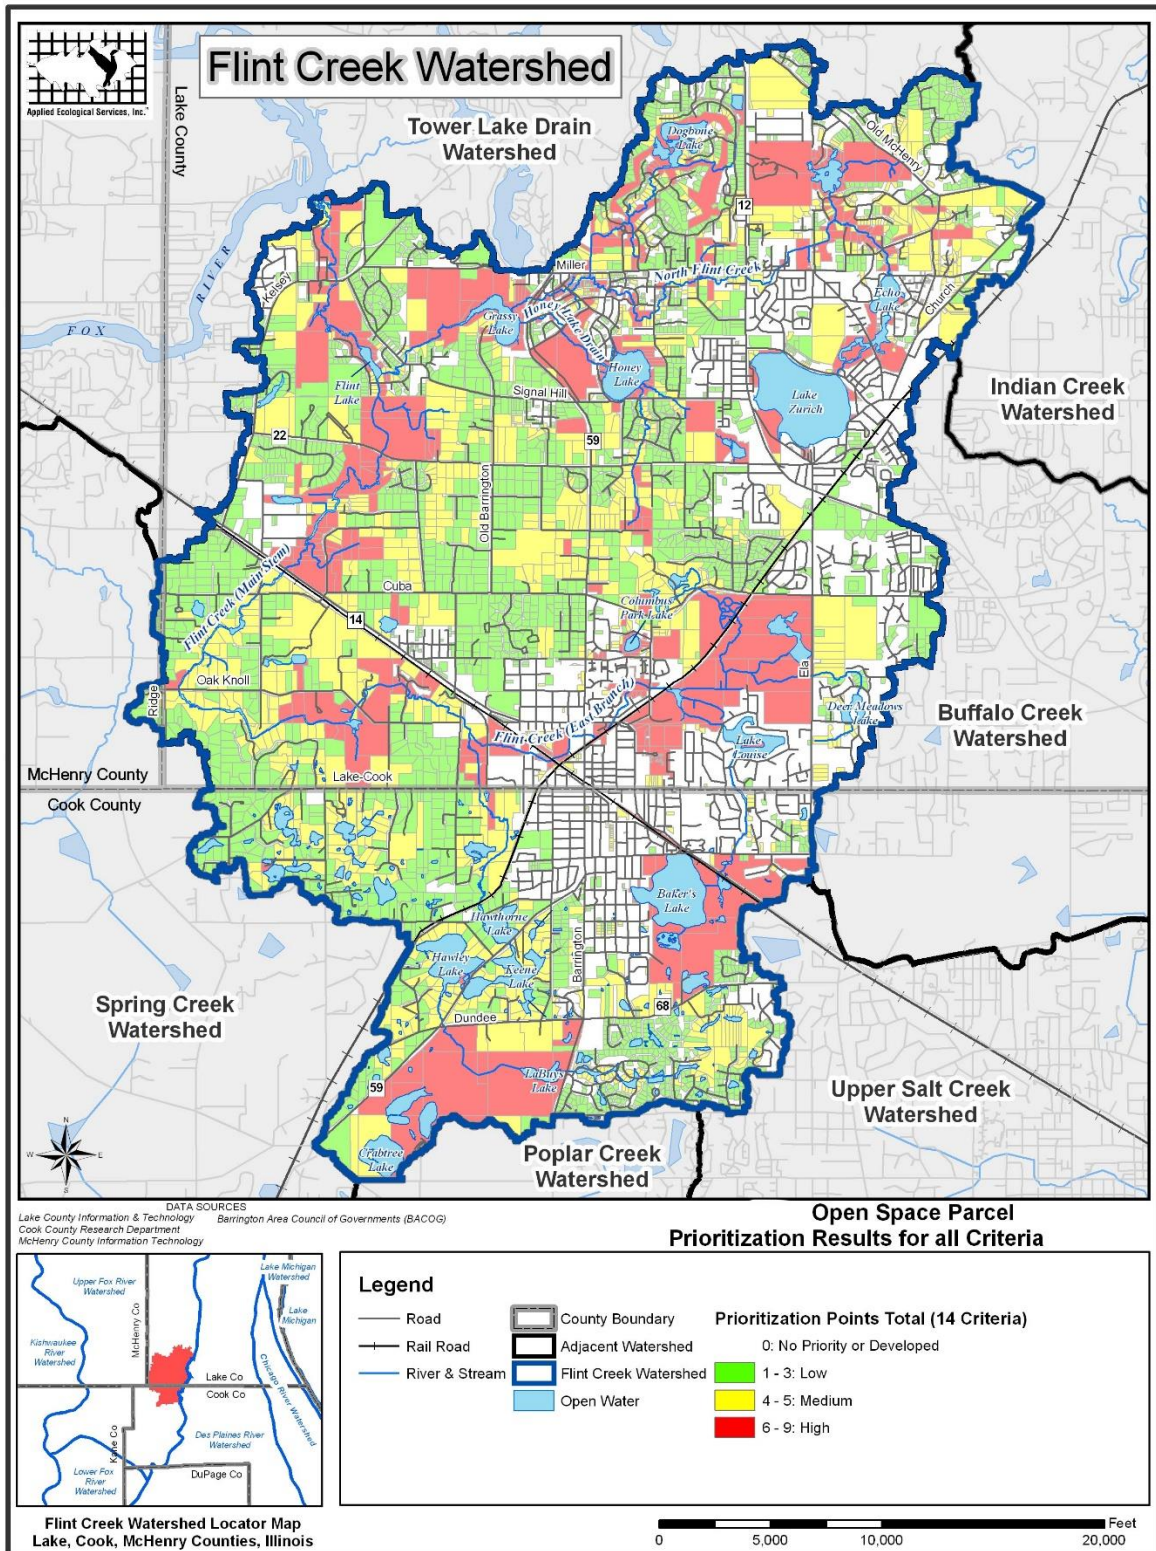 Applied Ecological Services, Inc.™
Flint Creek Watershed
Lake County
Tower Lake Drain
Watershed
Dogbone
Lake
Old McHenry
12
Miller
North Flint Creek
Kelsey
RIVER
FOX
Grassy
Lake
Honey Lake Drain
Echo
Lake
Church
Honey
Lake
Flint
Lake
Signal Hill
Lake
Zurich
Indian Creek
Watershed
22
59
Old Barrington
Flint Creek (Main Stem)
Cuba
14
Columbus
Park Lake
Ela
Oak Knoll
Ridge
Flint Creek (East Branch)
Deer Meadows
Lake
Buffalo Creek
Watershed
Lake
Louise
McHenry County
Lake-Cook
Cook County
Baker's
Lake
Hawthorne
Lake
Barrington
Hawley
Lake
Keene
Lake
Spring Creek
Watershed
68
Dundee
LaBuys
Lake
59
Upper Salt Creek
Watershed
N
W
E
S
Crabtree
Lake
Poplar Creek
Watershed
DATA SOURCES
Lake County Information & Technology
Barrington Area Council of Governments (BACOG)
Cook County Research Department
McHenry County Information Technology
Open Space Parcel
Prioritization Results for all Criteria
Upper Fox River
Watershed
McHenry Co
Lake Michigan
Watershed
Lake
Michigan
Kishwaukee
River
Watershed
Chicago River Watershed
Lake Co
Cook Co
Kane Co
Des Plaines River
Watershed
Lower Fox
River
Watershed
DuPage Co
Flint Creek Watershed Locator Map
Lake, Cook, McHenry Counties, Illinois
Legend
Road
Rail Road
River & Stream
County Boundary
Adjacent Watershed
Flint Creek Watershed
Open Water
Prioritization Points Total (14 Criteria)
0: No Priority or Developed
1 - 3: Low
4 - 5: Medium
6 - 9: High
Feet
0
5,000
10,000
20,000